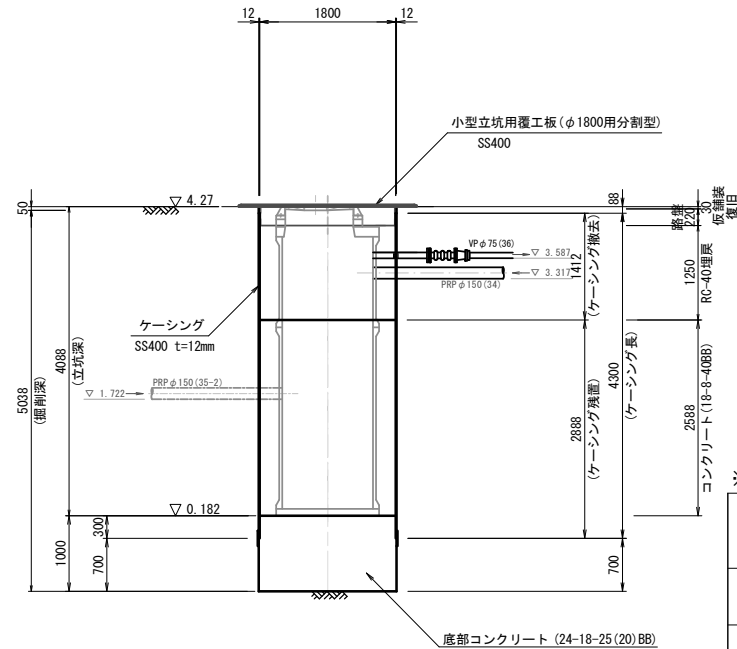 12
1800
12
小型立坑用覆工板(φ1800用分割型)
SS400
50
▽ 4.27
88
路盤
220
30
仮舗装
復旧
VPφ75(36)
▽ 3.587
▽ 3.317
PRPφ150(34)
1412
(ケーシング撤去)
1250
RC-40埋戻
ケーシング
SS400 t=12mm
4088
(立坑深)
5038
(掘削深)
PRPφ150(35-2)
▽ 1.722
4300
(ケーシング長)
2888
(ケーシング残置)
2588
コンクリート(18-8-40BB)
▽ 0.182
300
1000
700
700
底部コンクリート (24-18-25(20)BB)